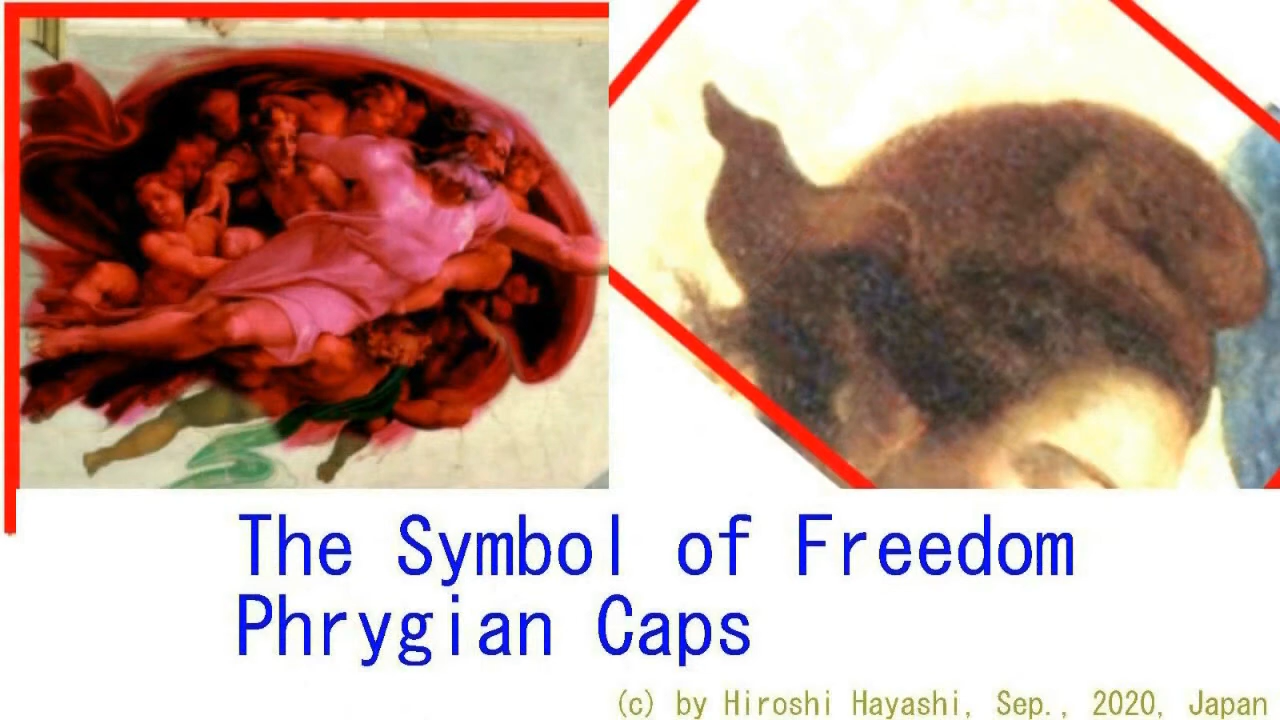 The Symbol of Freedom
Phrygian Caps
(c) by Hiroshi Hayashi, Sep., 2020, Japan